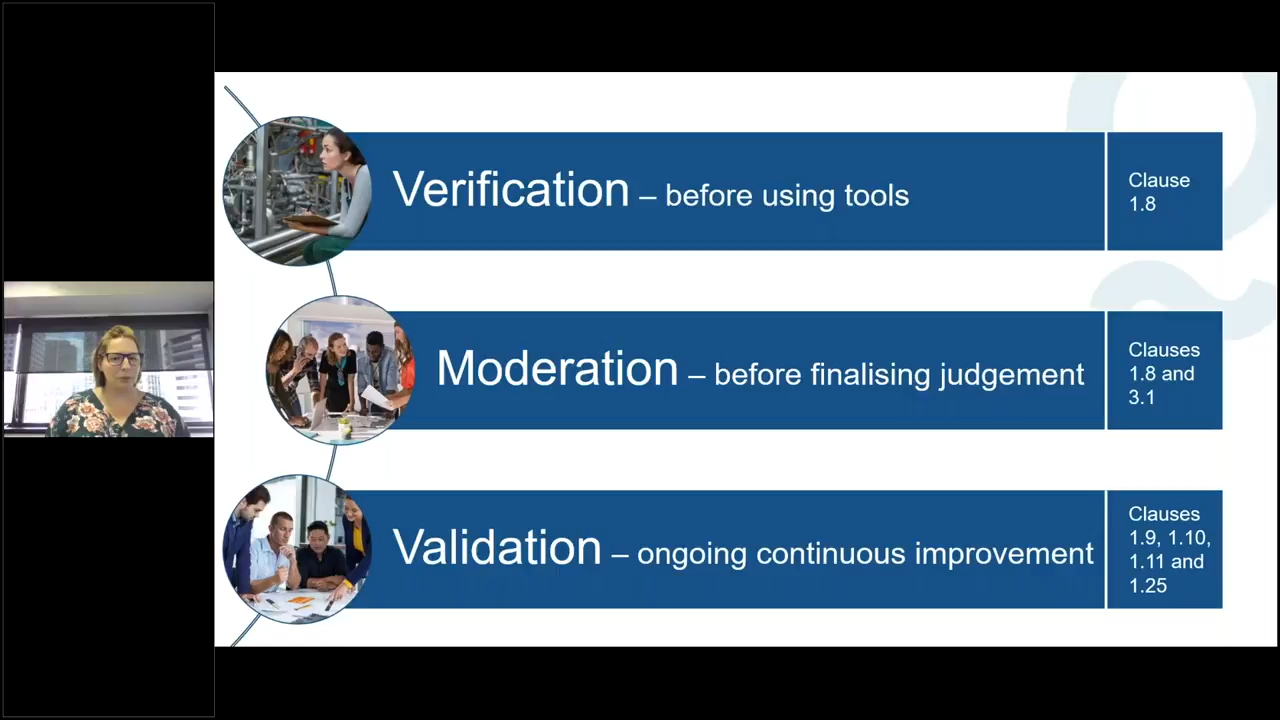 Verification – before using tools
Clause
1.8
Moderation – before finalising judgement
Clauses
1.8 and
3.1
Validation – ongoing continuous improvement
Clauses
1.9, 1.10,
1.11 and
1.25